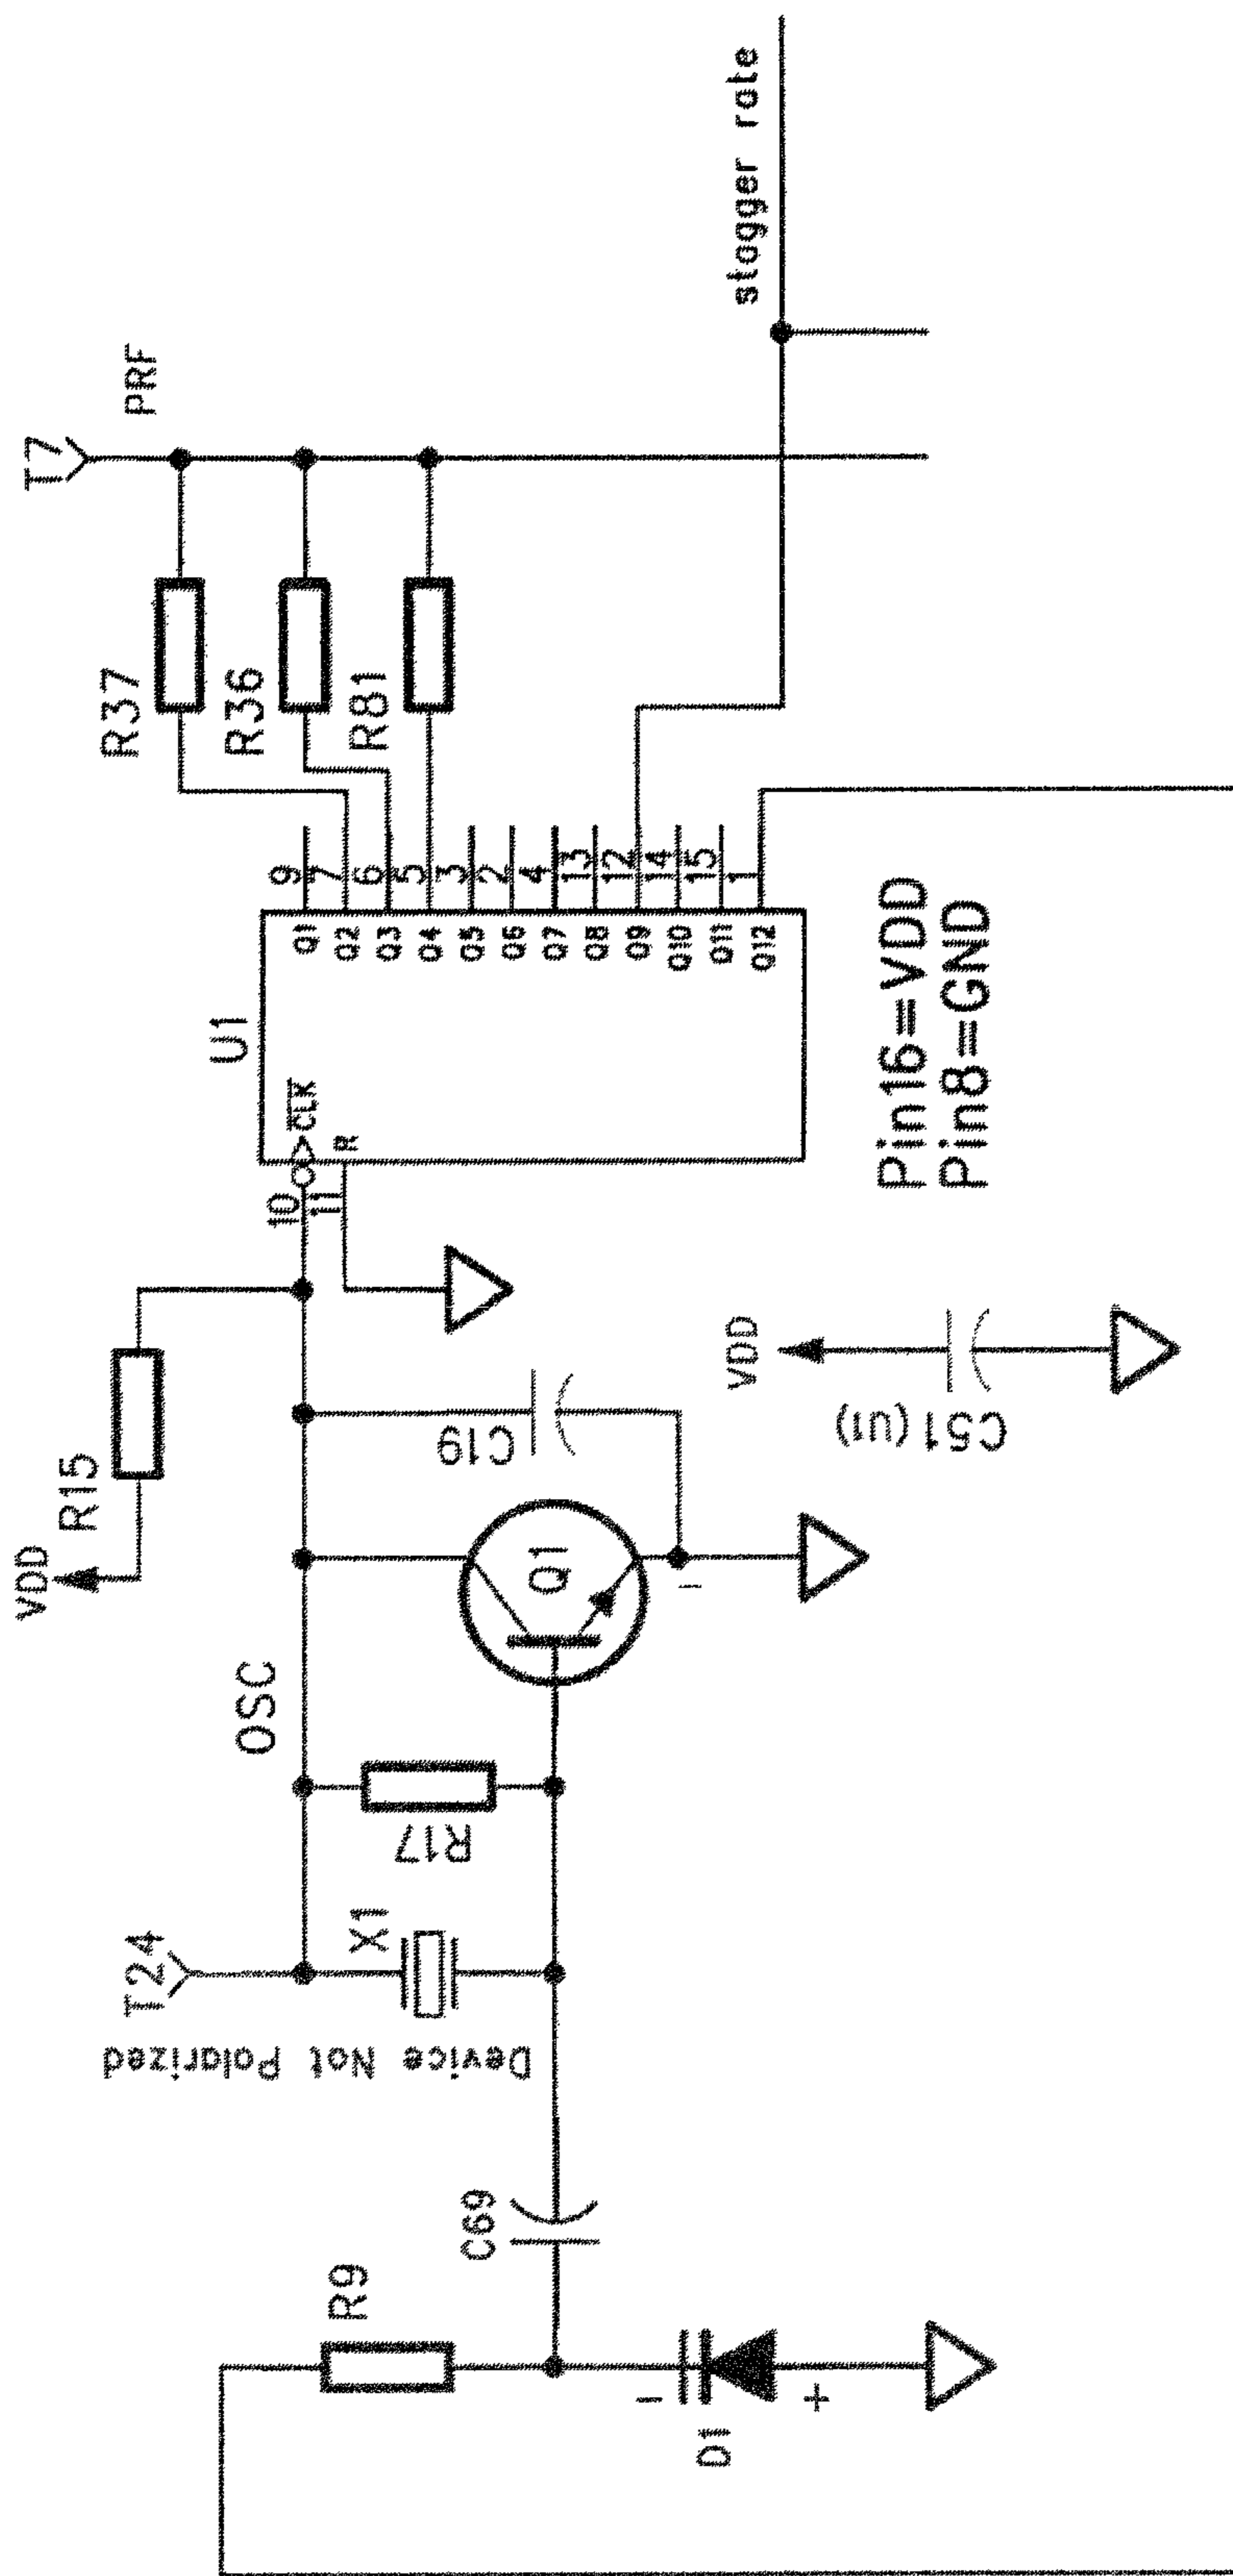 T7
PRF
stagger rate
R37
R36
R81
9
7
6
5
3
2
4
13
12
14
15
1
Q1
Q2
Q3
Q4
Q5
Q6
Q7
Q8
Q9
Q10
Q11
Q12
U1
CLK
R
10
11
Pin16=VDD
Pin8=GND
VDD
R15
C19
VDD
C51 (U1)
Q1
OSC
R17
T24
X1
Device Not Polarized
C69
R9
D1
-
+
-